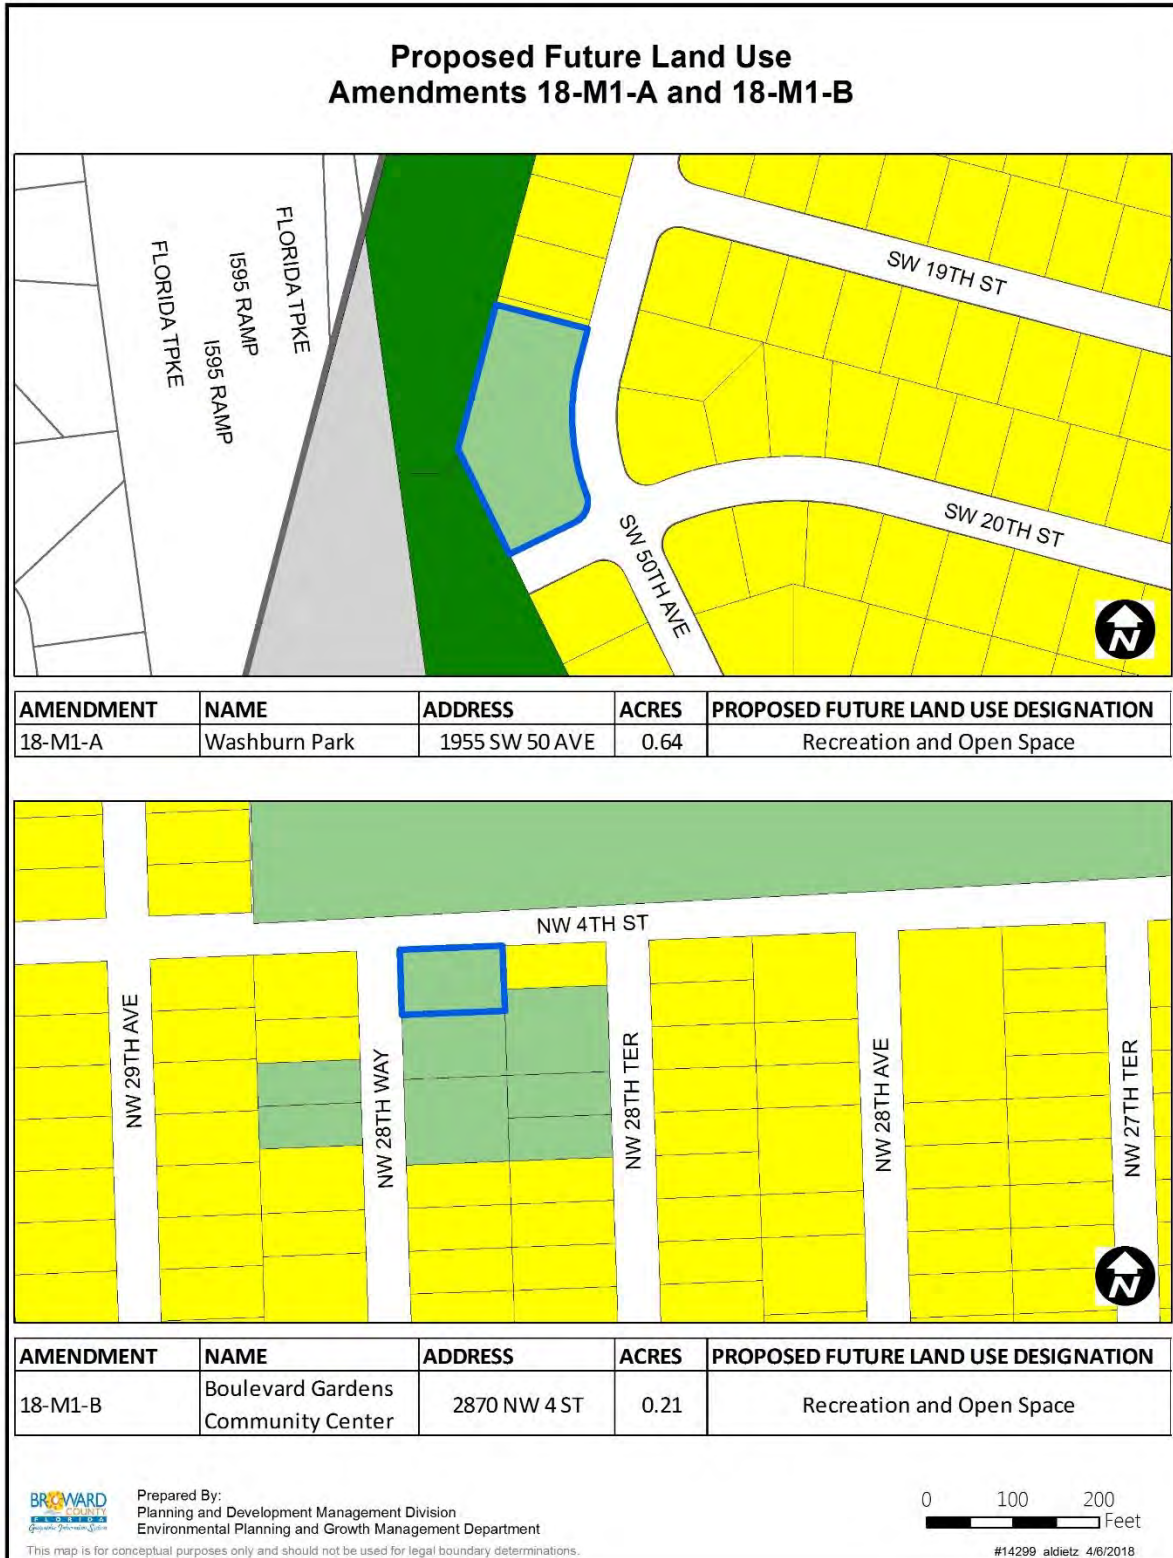 Proposed Future Land Use
Amendments 18-M1-A and 18-M1-B
FLORIDA TPKE
I595 RAMP
I595 RAMP
FLORIDA TPKE
SW 19TH ST
SW 20TH ST
SW 50TH AVE
N
AMENDMENT NAME ADDRESS ACRES PROPOSED FUTURE LAND USE DESIGNATION
18-M1-A Washburn Park 1955 SW 50 AVE 0.64 Recreation and Open Space
NW 4TH ST
NW 29TH AVE
NW 28TH WAY
NW 28TH TER
NW 28TH AVE
NW 27TH TER
N
AMENDMENT NAME ADDRESS ACRES PROPOSED FUTURE LAND USE DESIGNATION
18-M1-B Boulevard Gardens Community Center 2870 NW 4 ST 0.21 Recreation and Open Space
BROWARD
COUNTY
FLORIDA
Geographic Information System
Prepared By:
Planning and Development Management Division
Environmental Planning and Growth Management Department
This map is for conceptual purposes only and should not be used for legal boundary determinations.
0 100 200
Feet
#14299 aldietz 4/6/2018